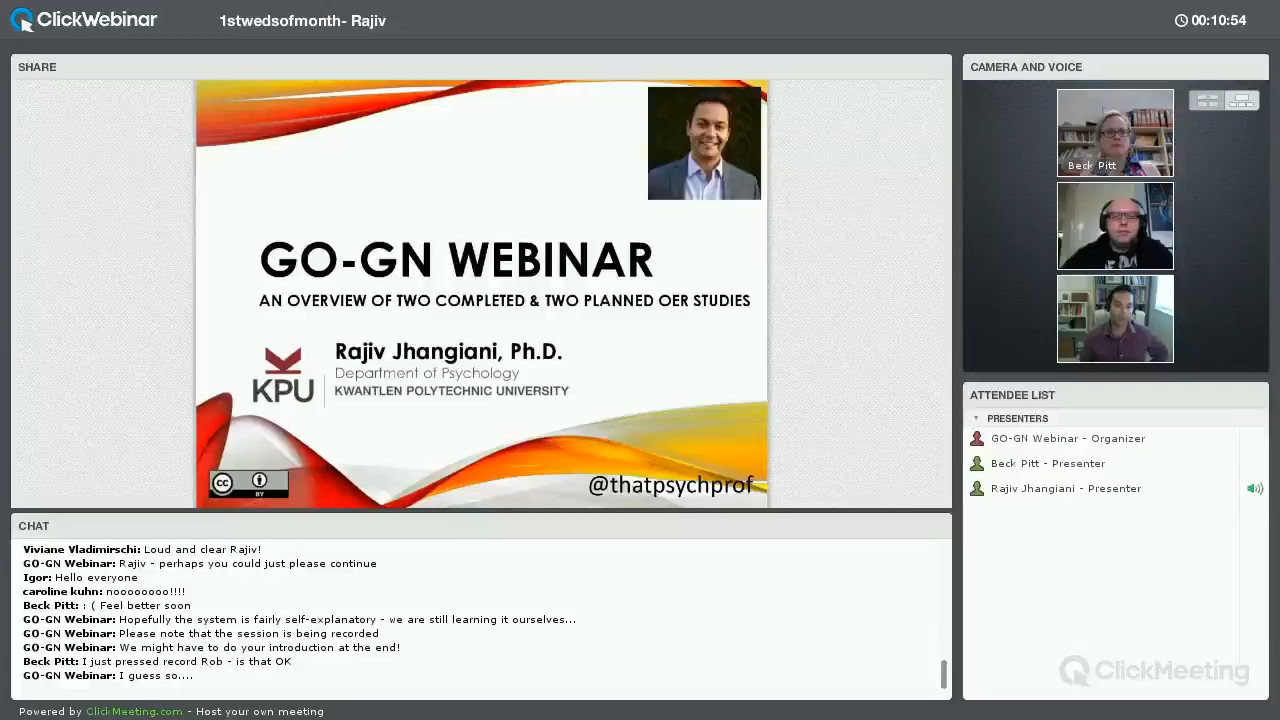 ClickWebinar
1stwedsofmonth- Rajiv
00:10:54
SHARE
GO-GN WEBINAR
AN OVERVIEW OF TWO COMPLETED & TWO PLANNED OER STUDIES
Rajiv Jhangiani, Ph.D.
Department of Psychology
KPU
KWANTLEN POLYTECHNIC UNIVERSITY
CC
BY
@thatpsychprof
CAMERA AND VOICE
Beck Pitt
ATTENDEE LIST
PRESENTERS
GO-GN Webinar - Organizer
Beck Pitt - Presenter
Rajiv Jhangiani - Presenter
ClickMeeting
CHAT
Viviane Vladimirschi: Loud and clear Rajiv!
GO-GN Webinar: Rajiv - perhaps you could just please continue
Igor: Hello everyone
caroline kuhn: noooooooo!!!!
Beck Pitt: : ( Feel better soon
GO-GN Webinar: Hopefully the system is fairly self-explanatory - we are still learning it ourselves...
GO-GN Webinar: Please note that the session is being recorded
GO-GN Webinar: We might have to do your introduction at the end!
Beck Pitt: I just pressed record Rob - is that OK
GO-GN Webinar: I guess so....
Powered by ClickMeeting.com - Host your own meeting